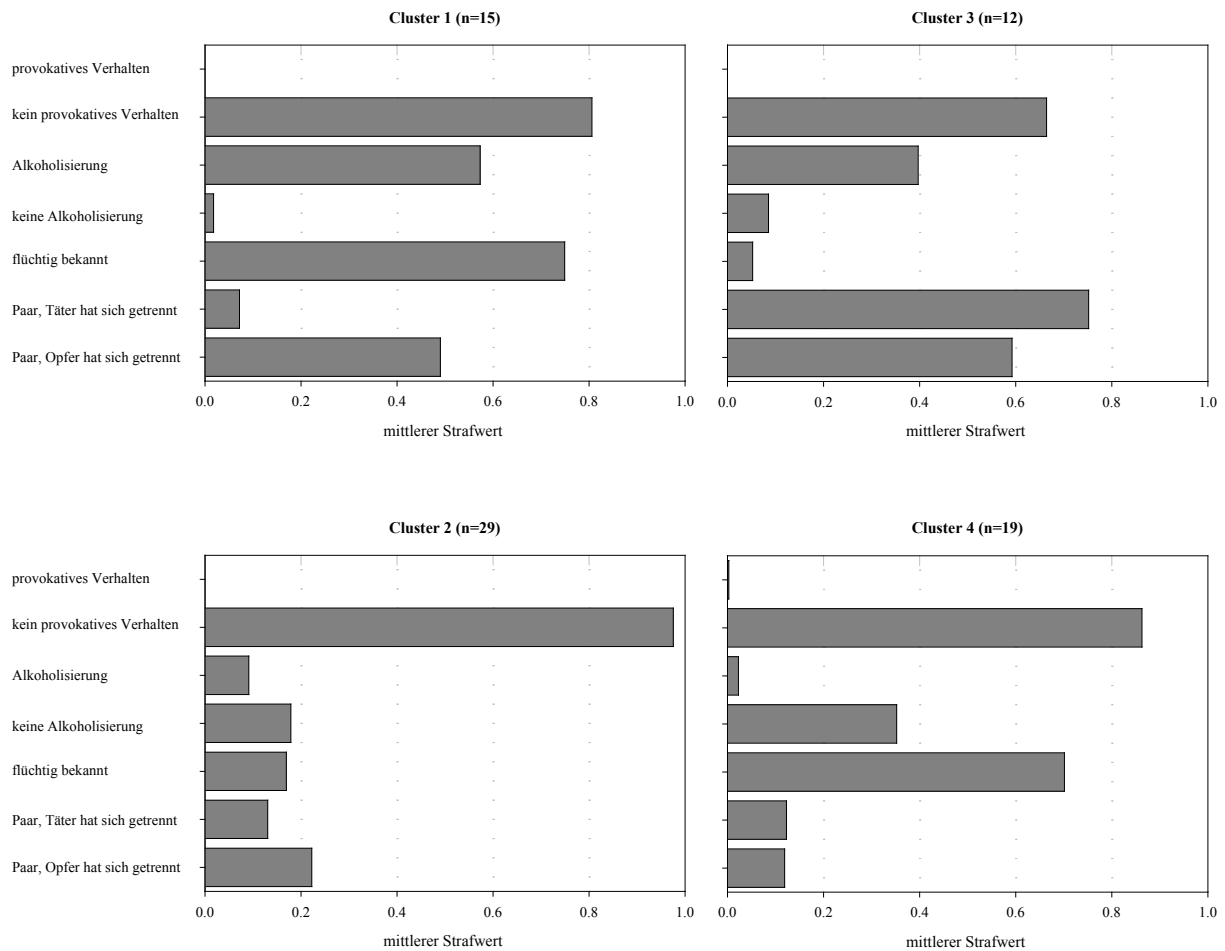 Cluster 1 (n=15)
provokatives Verhalten
kein provokatives Verhalten
Alkoholisierung
keine Alkoholisierung
flüchtig bekannt
Paar, Täter hat sich getrennt
Paar, Opfer hat sich getrennt
0.0 0.2 0.4 0.6 0.8 1.0
mittlerer Strafwert
Cluster 3 (n=12)
0.0 0.2 0.4 0.6 0.8 1.0
mittlerer Strafwert
Cluster 2 (n=29)
provokatives Verhalten
kein provokatives Verhalten
Alkoholisierung
keine Alkoholisierung
flüchtig bekannt
Paar, Täter hat sich getrennt
Paar, Opfer hat sich getrennt
0.0 0.2 0.4 0.6 0.8 1.0
mittlerer Strafwert
Cluster 4 (n=19)
0.0 0.2 0.4 0.6 0.8 1.0
mittlerer Strafwert